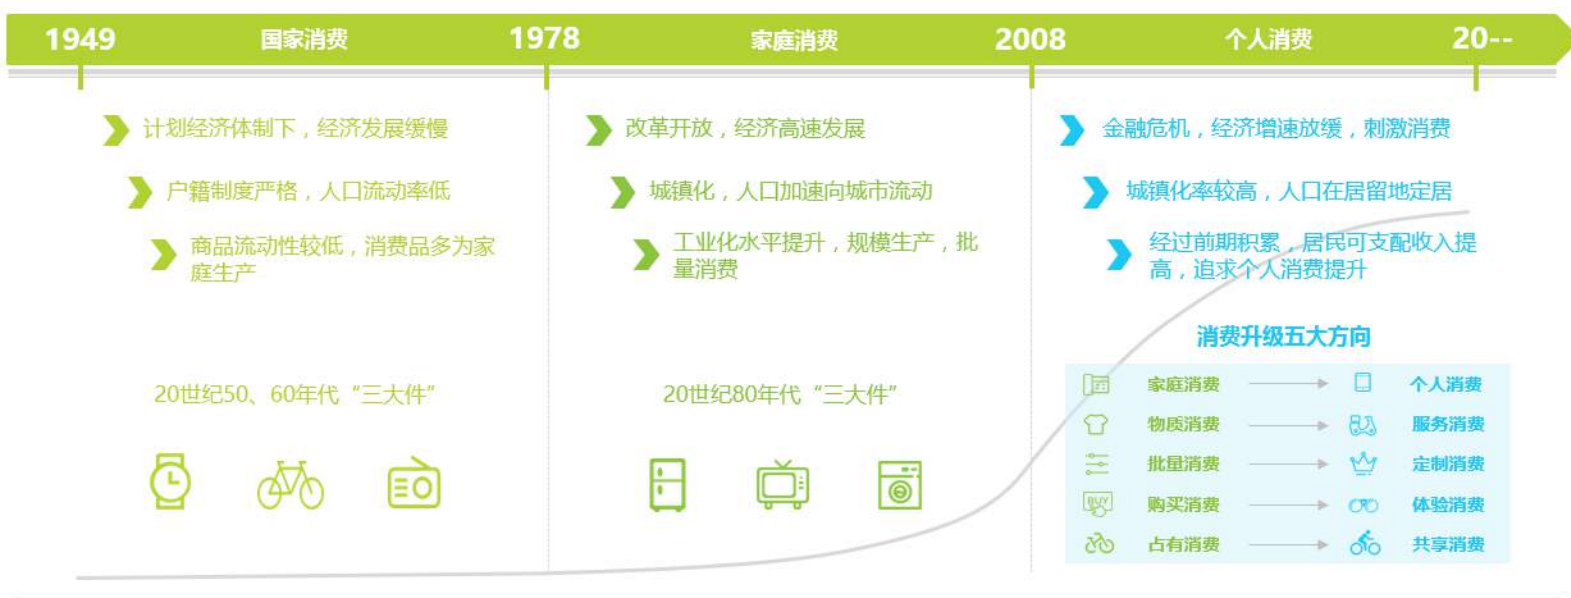 1949 国家消费 1978 家庭消费 2008 个人消费 20--
计划经济体制下，经济发展缓慢
户籍制度严格，人口流动率低
商品流动性较低，消费品多为家
庭生产
20世纪50、60年代“三大件”
改革开放，经济高速发展
城镇化，人口加速向城市流动
工业化水平提升，规模生产，批
量消费
20世纪80年代“三大件”
金融危机，经济增速放缓，刺激消费
城镇化率较高，人口在居留地定居
经过前期积累，居民可支配收入提
高，追求个人消费提升
消费升级五大方向
家庭消费 个人消费
物质消费 服务消费
批量消费 定制消费
BUY 购买消费 体验消费
占有消费 共享消费